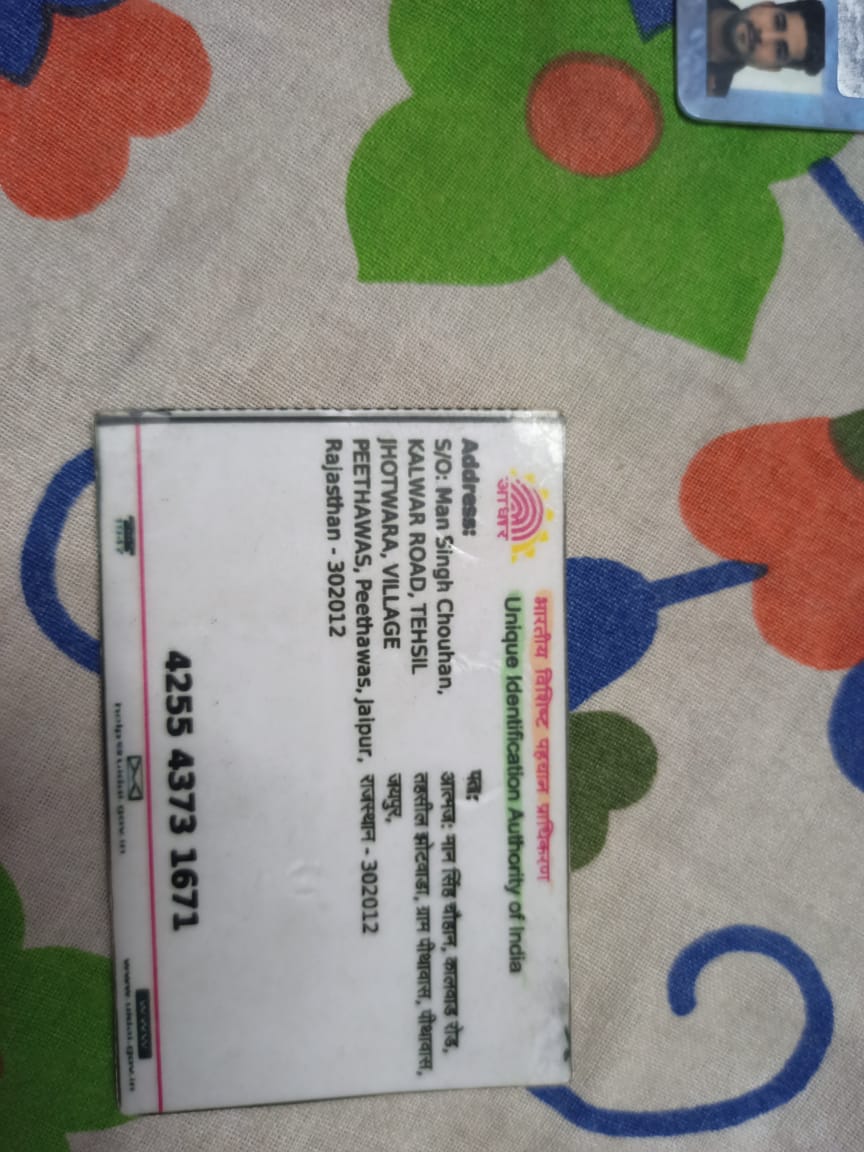 भारतीय विशिष्ट पहचान प्राधिकरण
Unique Identification Authority of India
आधार
Address:
S/O: Man Singh Chouhan,
KALWAR ROAD, TEHSIL
JHOTWARA, VILLAGE
PEETHAWAS, Peethawas, Jaipur,
Rajasthan - 302012
पता:
आत्मज: मान सिंह चौहान, कालवाड रोड,
तहसील झोटवाडा, ग्राम पीथावास, पीथावास,
जयपुर,
राजस्थान - 302012
4255 4373 1671
help@uidai.gov.in
www
www.uidai.gov.in